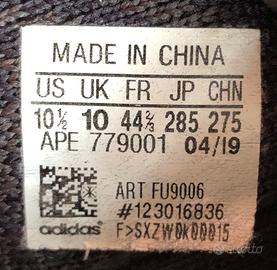 MADE IN CHINA
US UK FR JP CHN
10½ 10 44⅔ 285 275
APE 779001 04/19
ART FU9006
#123016836
adidas® F>SXZW0K00015